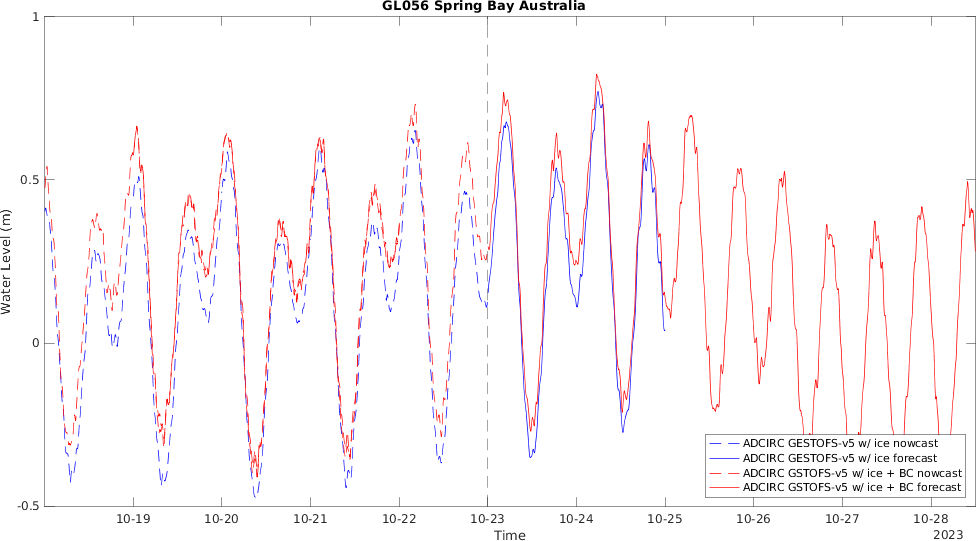 GL056 Spring Bay Australia
1
0.5
0
-0.5
Water Level (m)
10-19 10-20 10-21 10-22 10-23 10-24 10-25 10-26 10-27 10-28
Time
2023
ADCIRC GESTOFS-v5 w/ ice nowcast
ADCIRC GESTOFS-v5 w/ ice forecast
ADCIRC GSTOFS-v5 w/ ice + BC nowcast
ADCIRC GSTOFS-v5 w/ ice + BC forecast